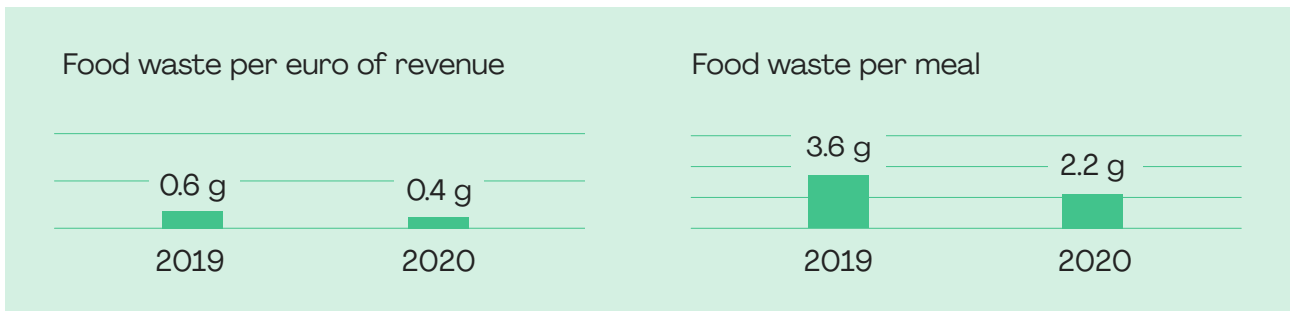 Food waste per euro of revenue
0.6 g
0.4 g
2019
2020
Food waste per meal
3.6 g
2.2 g
2019
2020